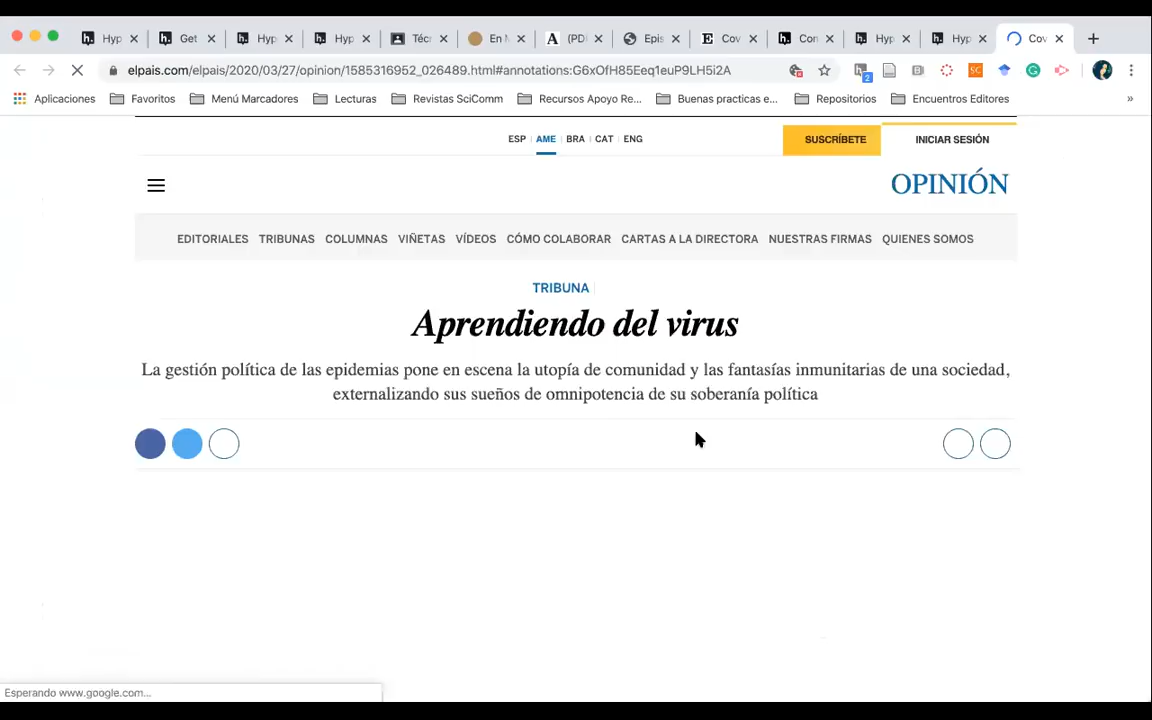 Hyp
Get
Hyp
Hyp
Técr
En M
(PDF
Epis
Cov
Con
Hyp
Hyp
Cov
elpais.com/elpais/2020/03/27/opinion/1585316952_026489.html#annotations:G6xOfH85Eeq1euP9LH5i2A
Aplicaciones Favoritos Menú Marcadores Lecturas Revistas SciComm Recursos Apoyo Re... Buenas practicas e... Repositorios Encuentros Editores »
ESP AME BRA CAT ENG
SUSCRÍBETE
INICIAR SESIÓN
OPINIÓN
EDITORIALES TRIBUNAS COLUMNAS VIÑETAS VÍDEOS CÓMO COLABORAR CARTAS A LA DIRECTORA NUESTRAS FIRMAS QUIENES SOMOS
TRIBUNA
Aprendiendo del virus
La gestión política de las epidemias pone en escena la utopía de comunidad y las fantasías inmunitarias de una sociedad,
externalizando sus sueños de omnipotencia de su soberanía política
Esperando www.google.com...